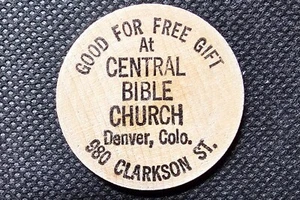 GOOD FOR FREE GIFT
At
CENTRAL
BIBLE
CHURCH
Denver, Colo.
980 CLARKSON ST.